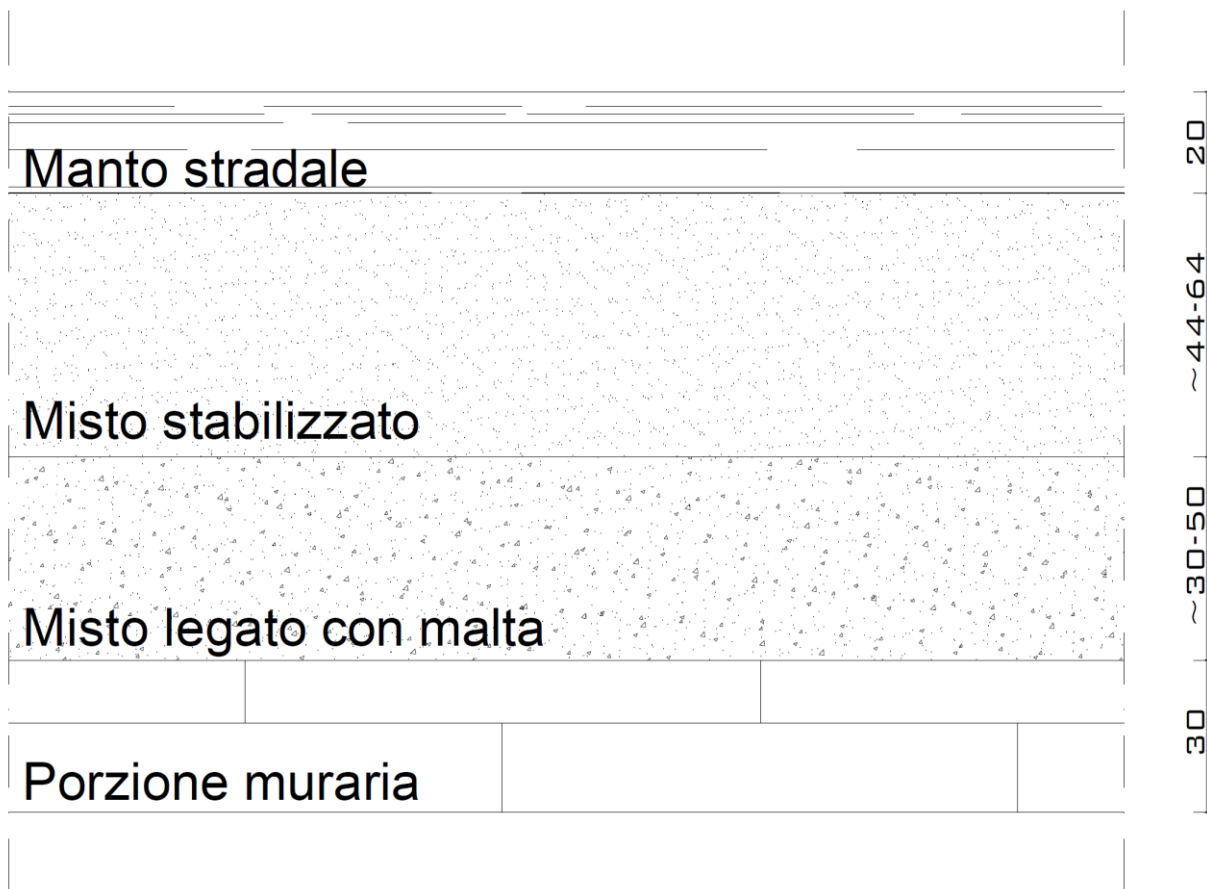 Manto stradale
20
Misto stabilizzato
~44-64
Misto legato con malta
~30-50
Porzione muraria
30